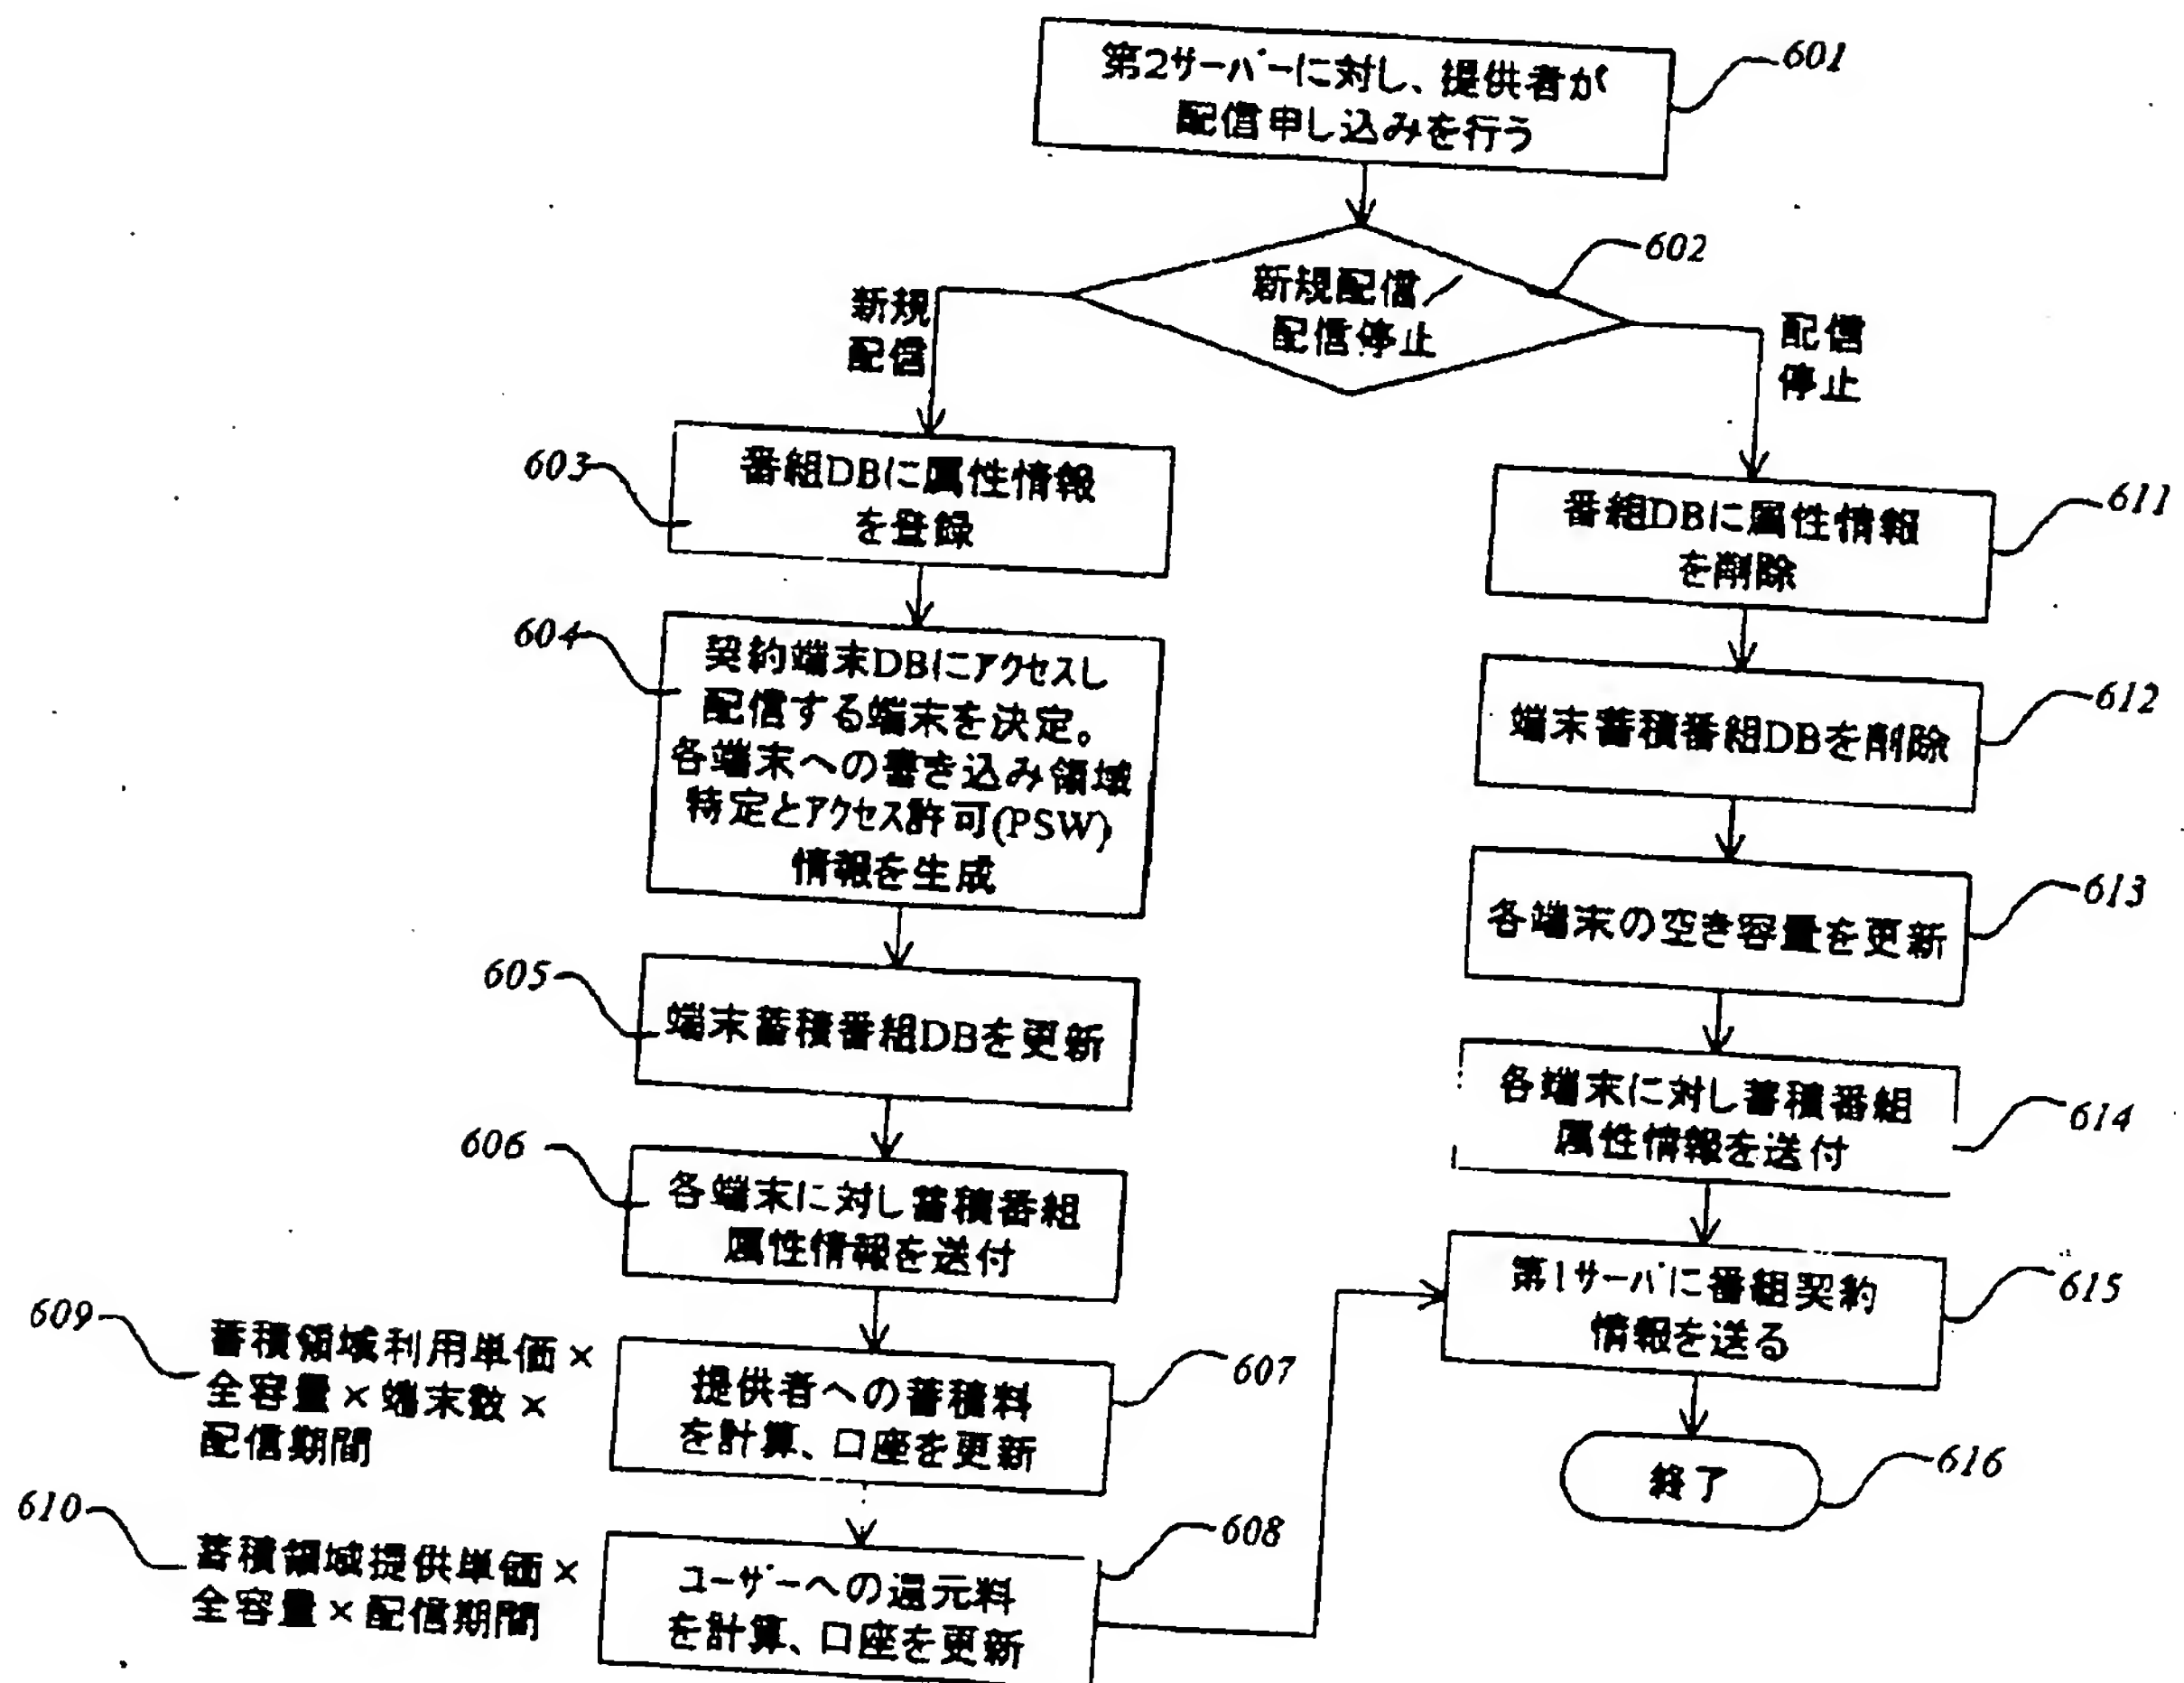 第2サーバーに対し、提供者が
配信申し込みを行う
601
新規配信/
配信停止
602
新規
配信
配信
停止
603
番組DBに属性情報
を登録
604
契約端末DBにアクセスし
配信する端末を決定。
各端末への書き込み領域
特定とアクセス許可(PSW)
情報を生成
605
端末蓄積番組DBを更新
606
各端末に対し蓄積番組
属性情報を送付
609
蓄積領域利用単価×
全容量×端末数×
配信期間
提供者への蓄積料
を計算、口座を更新
607
610
蓄積領域提供単価×
全容量×配信期間
ユーザーへの還元料
を計算、口座を更新
608
番組DBに属性情報
を削除
611
端末蓄積番組DBを削除
612
各端末の空き容量を更新
613
各端末に対し蓄積番組
属性情報を送付
614
第1サーバに番組契約
情報を送る
615
終了
616